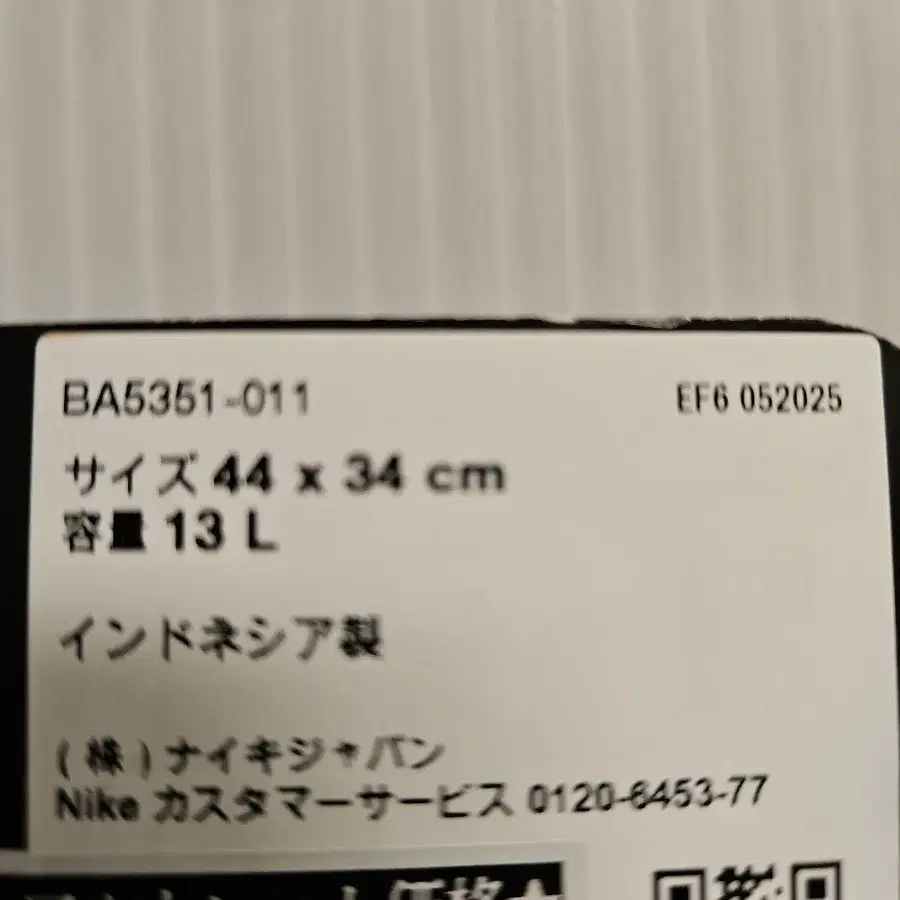 BA5351-011 EF6 052025
サイズ 44 x 34 cm
容量 13 L
インドネシア製
(株)ナイキジャパン
Nike カスタマーサービス 0120-6453-77